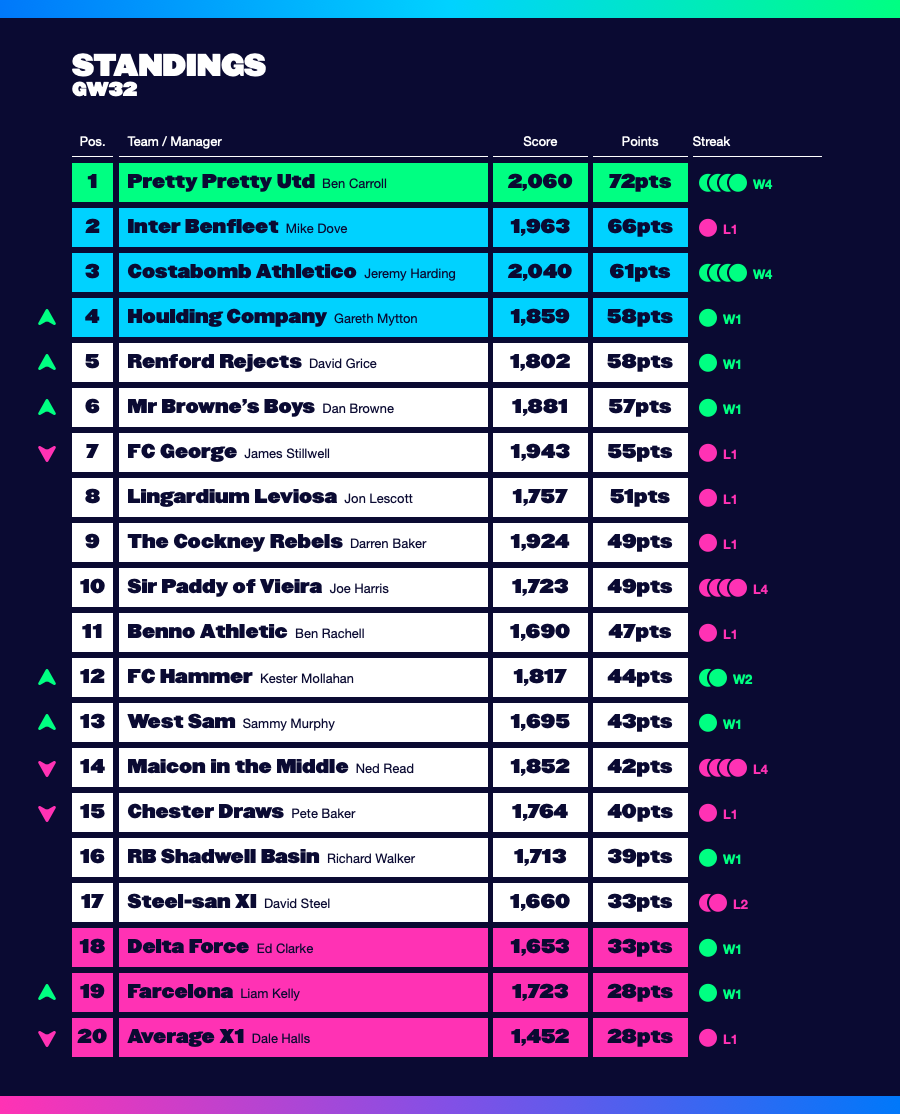 STANDINGS
GW32
Pos. Team / Manager Score Points Streak
1 Pretty Pretty Utd Ben Carroll 2,060 72pts W4
2 Inter Benfleet Mike Dove 1,963 66pts L1
3 Costabomb Athletico Jeremy Harding 2,040 61pts W4
4 Houlding Company Gareth Mytton 1,859 58pts W1
5 Renford Rejects David Grice 1,802 58pts W1
6 Mr Browne’s Boys Dan Browne 1,881 57pts W1
7 FC George James Stillwell 1,943 55pts L1
8 Lingardium Leviosa Jon Lescott 1,757 51pts L1
9 The Cockney Rebels Darren Baker 1,924 49pts L1
10 Sir Paddy of Vieira Joe Harris 1,723 49pts L4
11 Benno Athletic Ben Rachell 1,690 47pts L1
12 FC Hammer Kester Mollahan 1,817 44pts W2
13 West Sam Sammy Murphy 1,695 43pts W1
14 Maicon in the Middle Ned Read 1,852 42pts L4
15 Chester Draws Pete Baker 1,764 40pts L1
16 RB Shadwell Basin Richard Walker 1,713 39pts W1
17 Steel-san XI David Steel 1,660 33pts L2
18 Delta Force Ed Clarke 1,653 33pts W1
19 Farcelona Liam Kelly 1,723 28pts W1
20 Average X1 Dale Halls 1,452 28pts L1